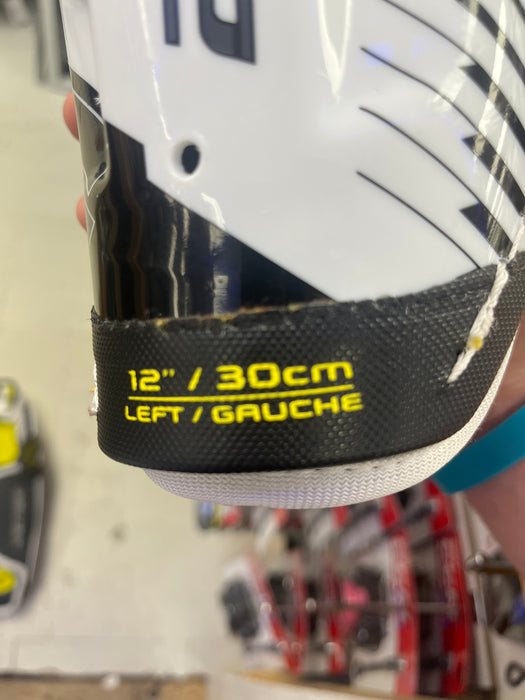 12" / 30cm
LEFT / GAUCHE